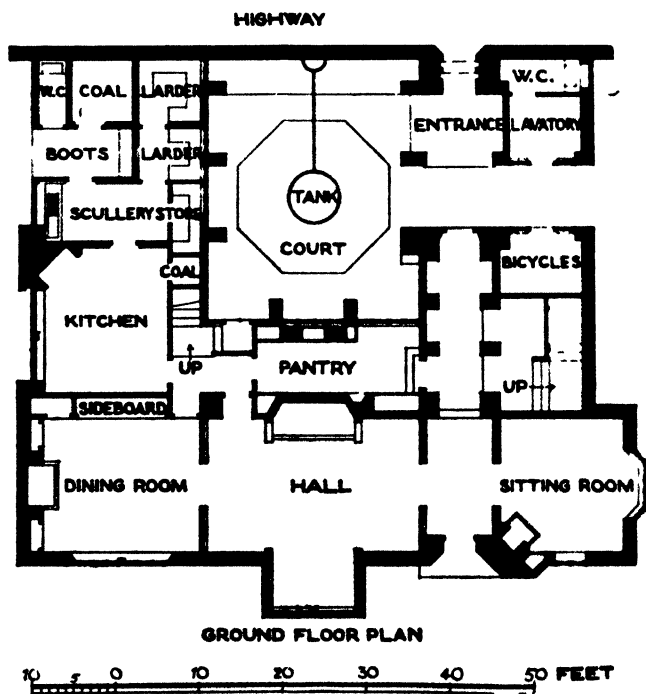 HIGHWAY
W.C.
COAL
LARDER
W.C.
ENTRANCE
LAVATORY
BOOTS
LARDER
TANK
SCULLERY
STORE
COURT
BICYCLES
COAL
KITCHEN
UP
PANTRY
UP
SIDEBOARD
DINING ROOM
HALL
SITTING ROOM
GROUND FLOOR PLAN
10 5 0 10 20 30 40 50 FEET